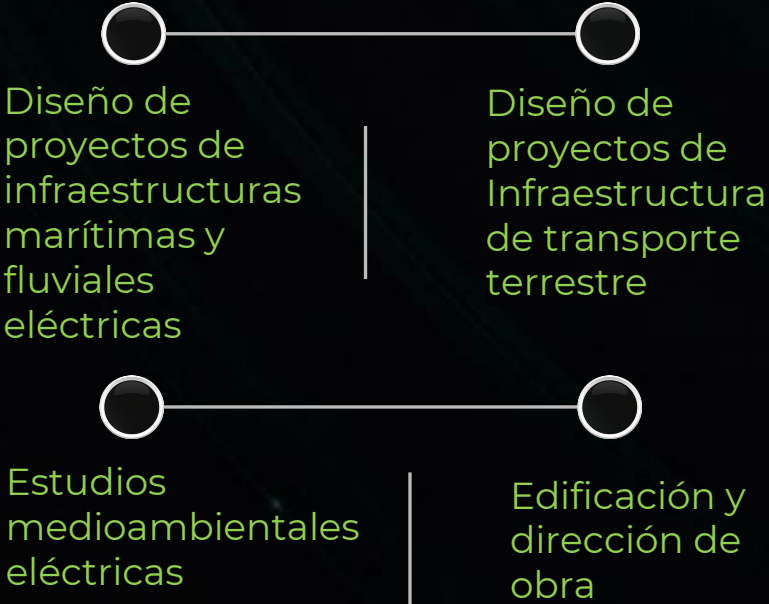 Diseño de
proyectos de
infraestructuras
marítimas y
fluviales
eléctricas
Diseño de
proyectos de
Infraestructura
de transporte
terrestre
Estudios
medioambientales
eléctricas
Edificación y
dirección de
obra